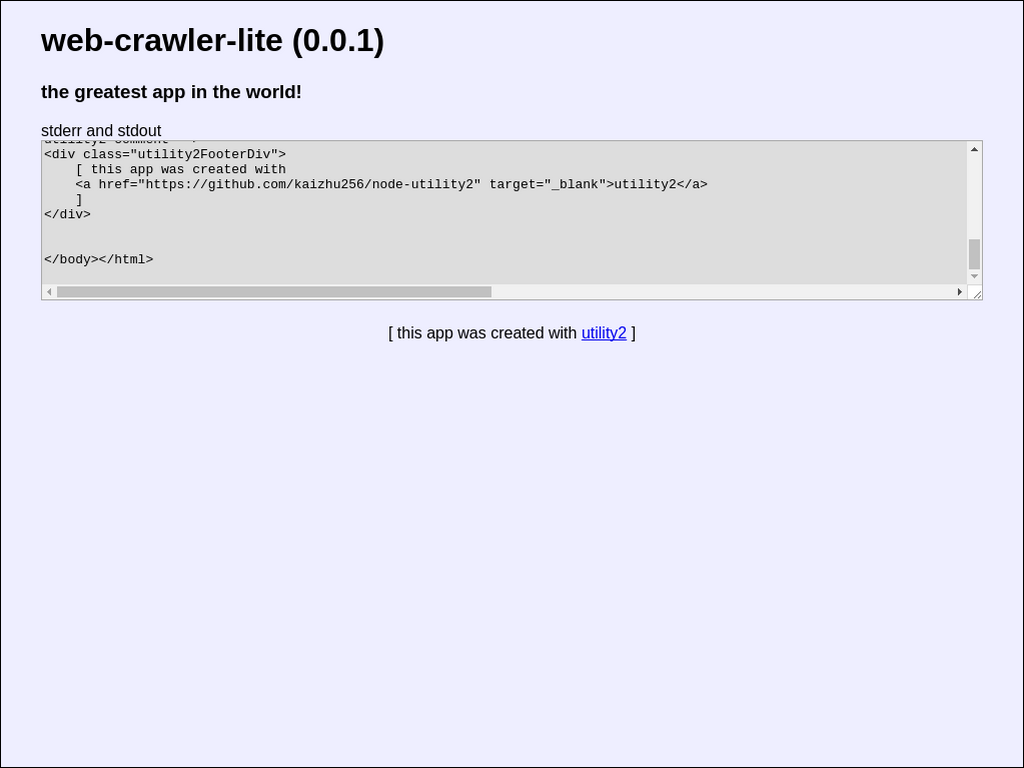 web-crawler-lite (0.0.1)
the greatest app in the world!
stderr and stdout
<div class="utility2FooterDiv">
    [ this app was created with
    <a href="https://github.com/kaizhu256/node-utility2" target="_blank">utility2</a>
    ]
</div>
</body></html>
[ this app was created with utility2 ]